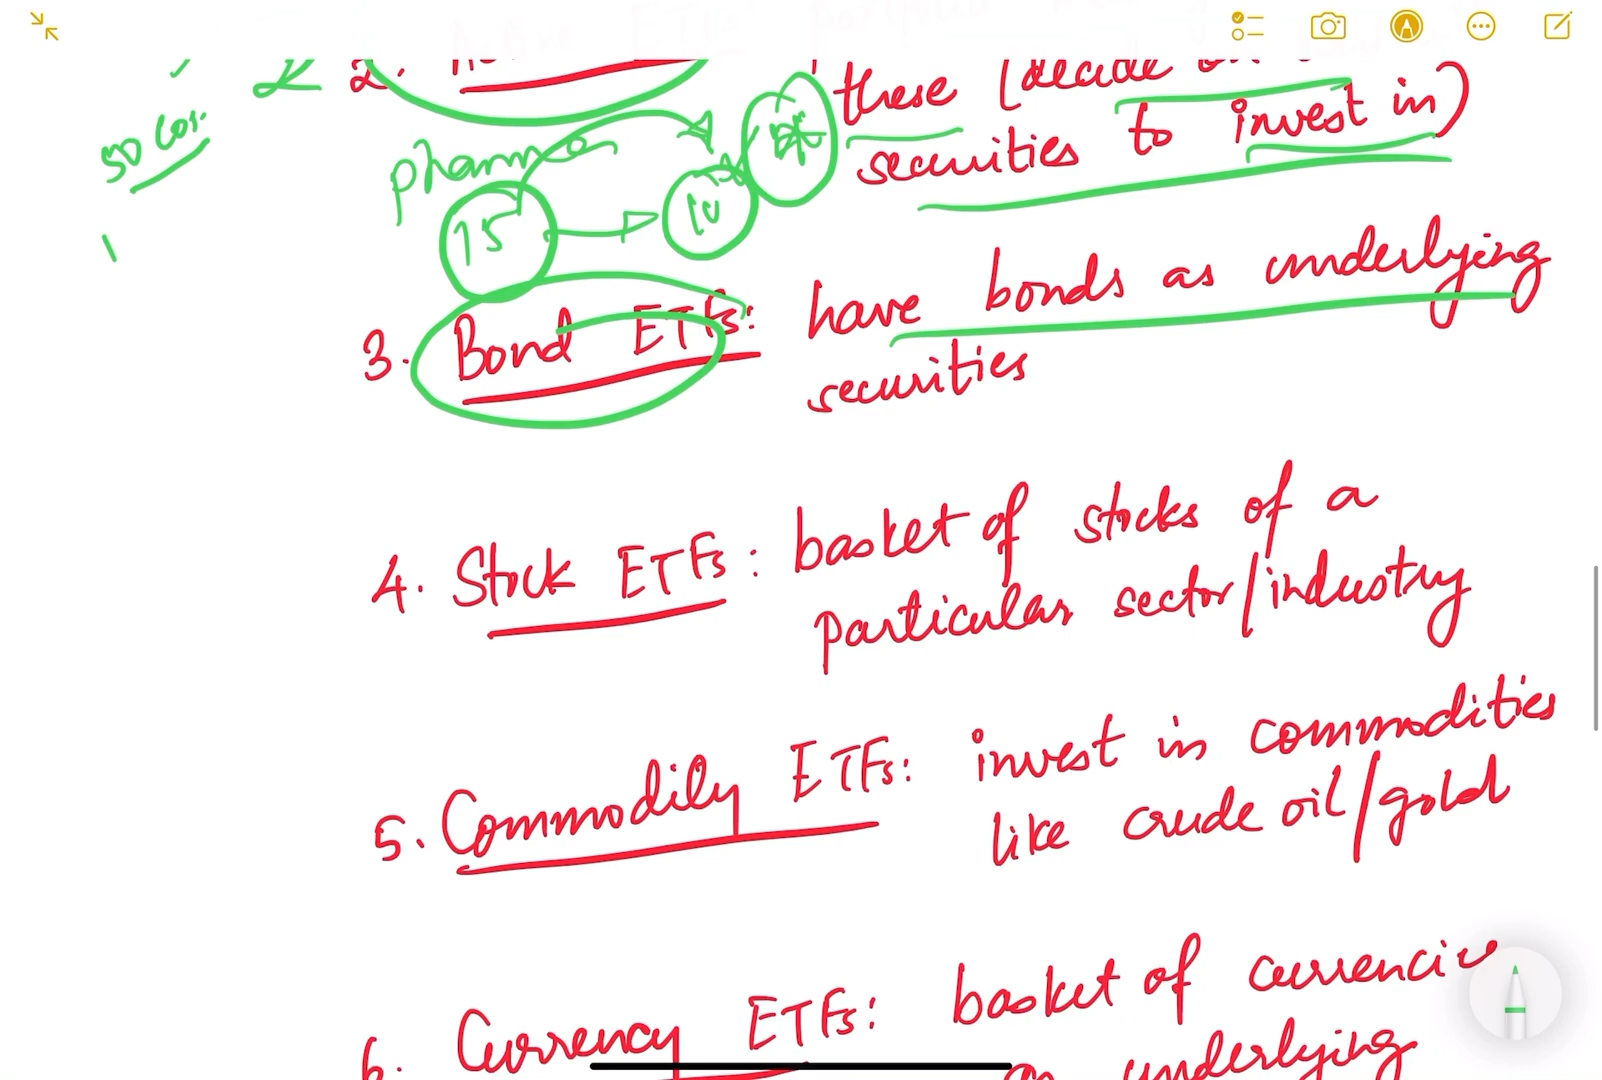 2.
these (decide
securities to invest in)
50 cos.
pharma
15
10
3. Bond ETFs: have bonds as underlying
securities
4. Stock ETFs: basket of stocks of a
particular sector/industry
5. Commodity ETFs: invest in commodities
like crude oil/gold
6. Currency ETFs: basket of currencies
underlying